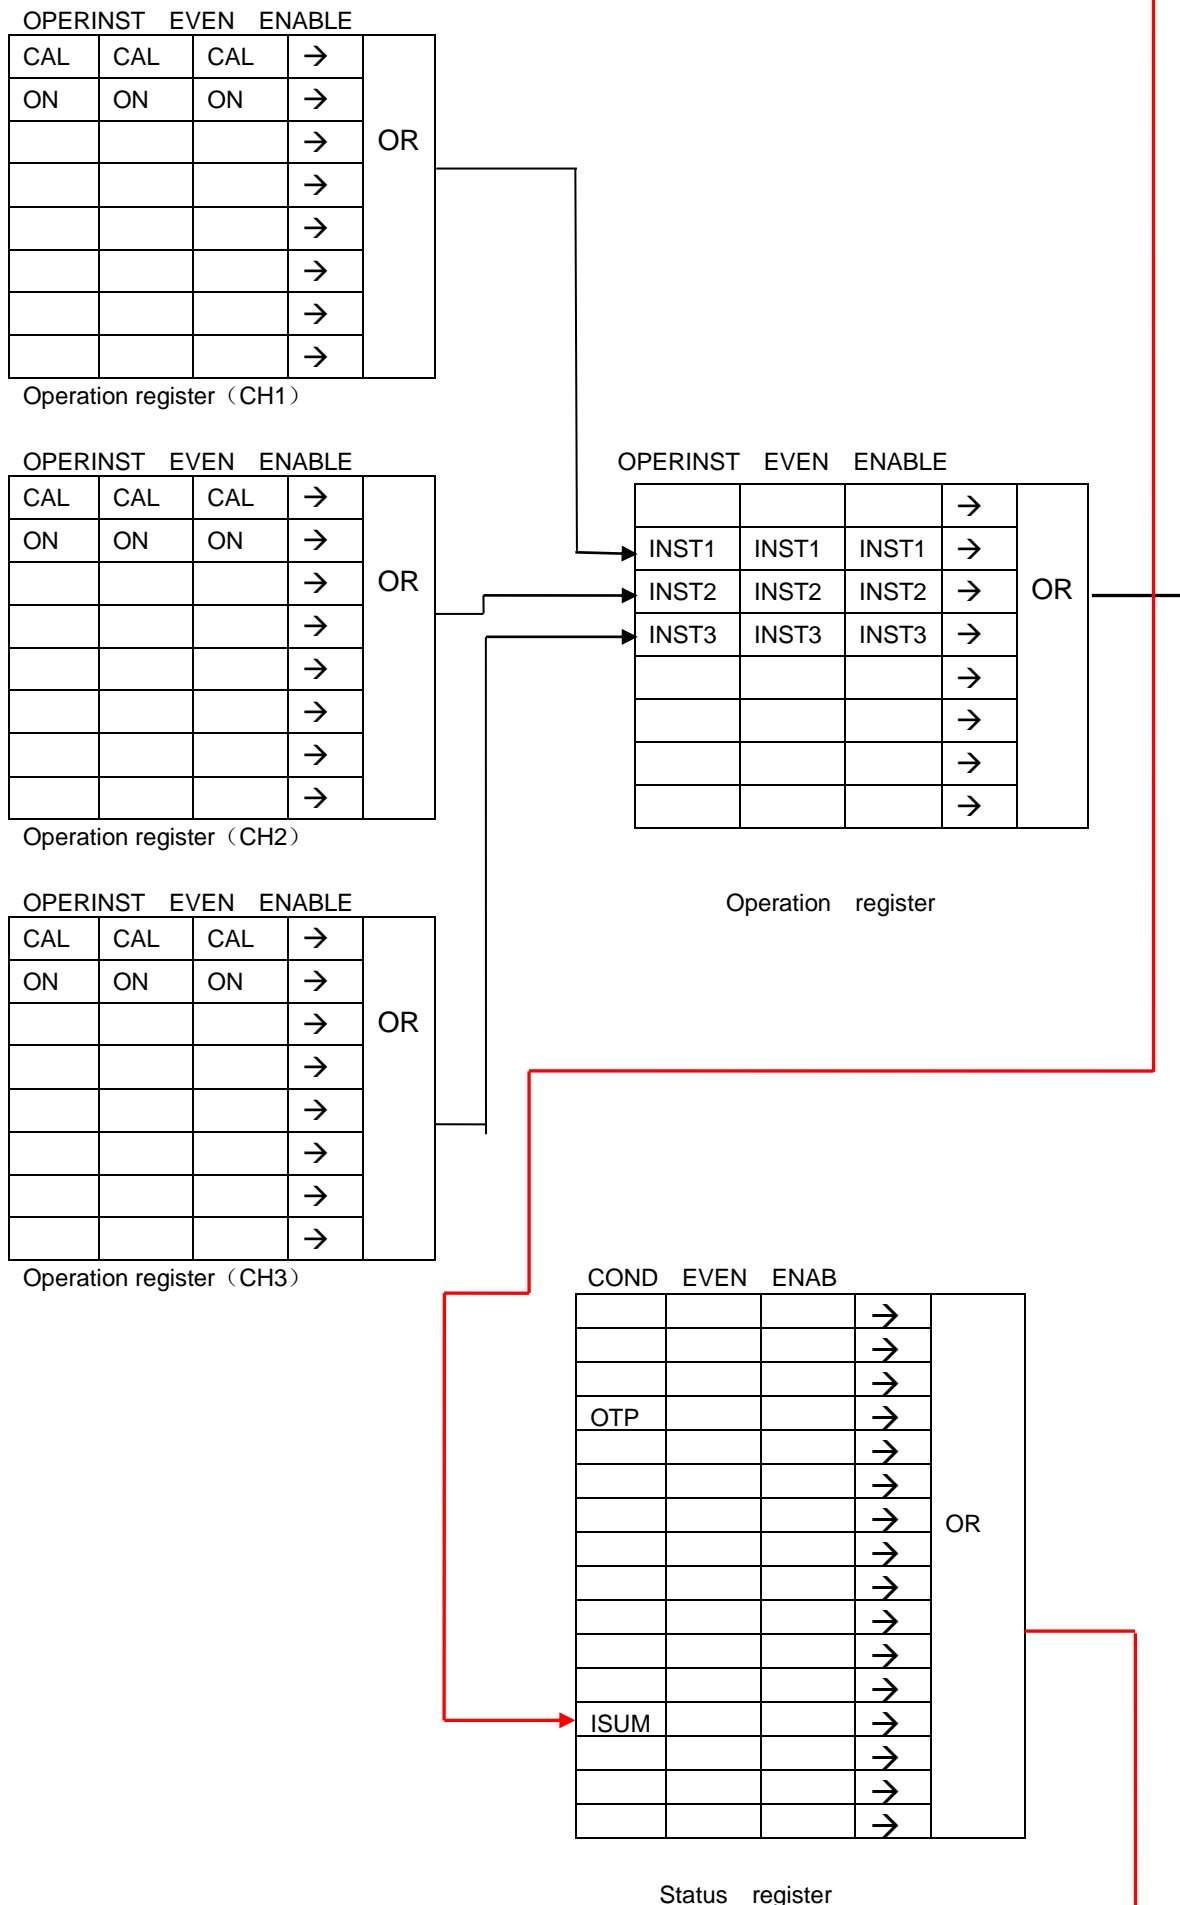 OPERINST EVEN ENABLE
CAL CAL CAL →
ON ON ON →
→
OR
→
→
→
→
→
Operation register（CH1）
OPERINST EVEN ENABLE
CAL CAL CAL →
ON ON ON →
→
OR
→
→
→
→
→
Operation register（CH2）
OPERINST EVEN ENABLE
→
INST1 INST1 INST1 →
INST2 INST2 INST2 →
OR
INST3 INST3 INST3 →
→
→
→
→
Operation register
OPERINST EVEN ENABLE
CAL CAL CAL →
ON ON ON →
→
OR
→
→
→
→
→
Operation register（CH3）
COND EVEN ENAB
→
→
→
OTP →
→
→
→
OR
→
→
→
→
→
ISUM →
→
→
→
Status register